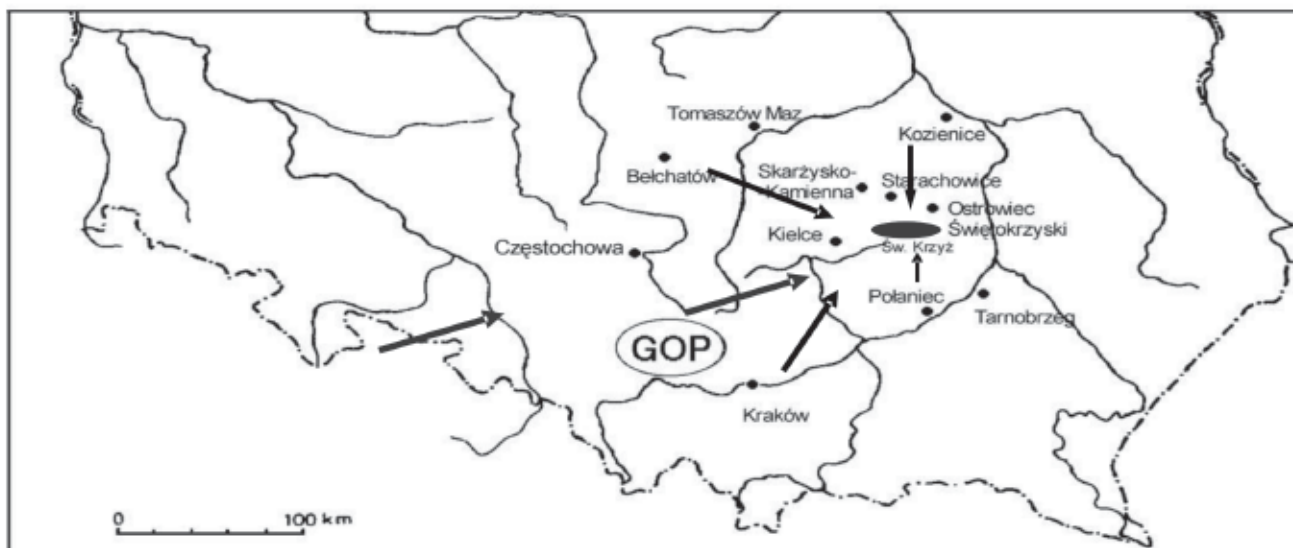 Tomaszów Maz
Kozienice
Bełchatów
Skarżysko-
Kamienna
Starachowice
Ostrowiec
Świętokrzyski
Kielce
Św. Krzyż
Częstochowa
Połaniec
Tarnobrzeg
GOP
Kraków
0 100 km